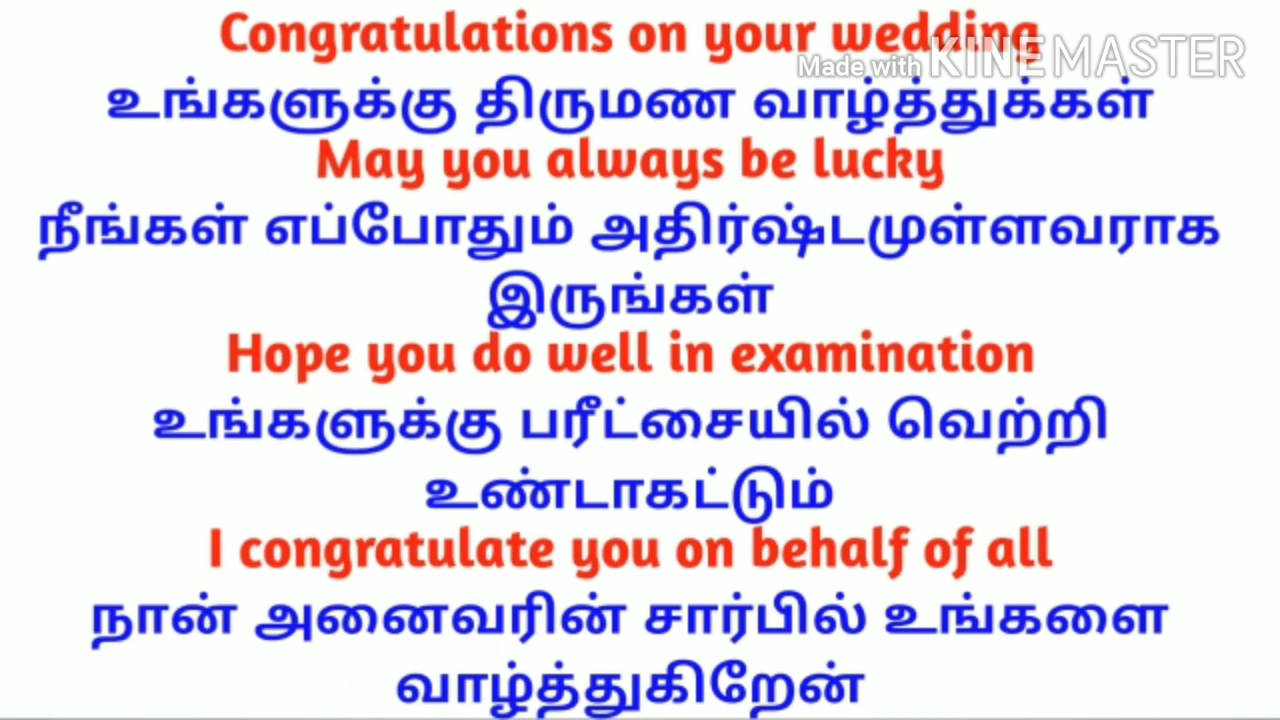 Congratulations on your wedding
Made with KINEMASTER
உங்களுக்கு திருமண வாழ்த்துக்கள்
May you always be lucky
நீங்கள் எப்போதும் அதிர்ஷ்டமுள்ளவராக
இருங்கள்
Hope you do well in examination
உங்களுக்கு பரீட்சையில் வெற்றி
உண்டாகட்டும்
I congratulate you on behalf of all
நான் அனைவரின் சார்பில் உங்களை
வாழ்த்துகிறேன்